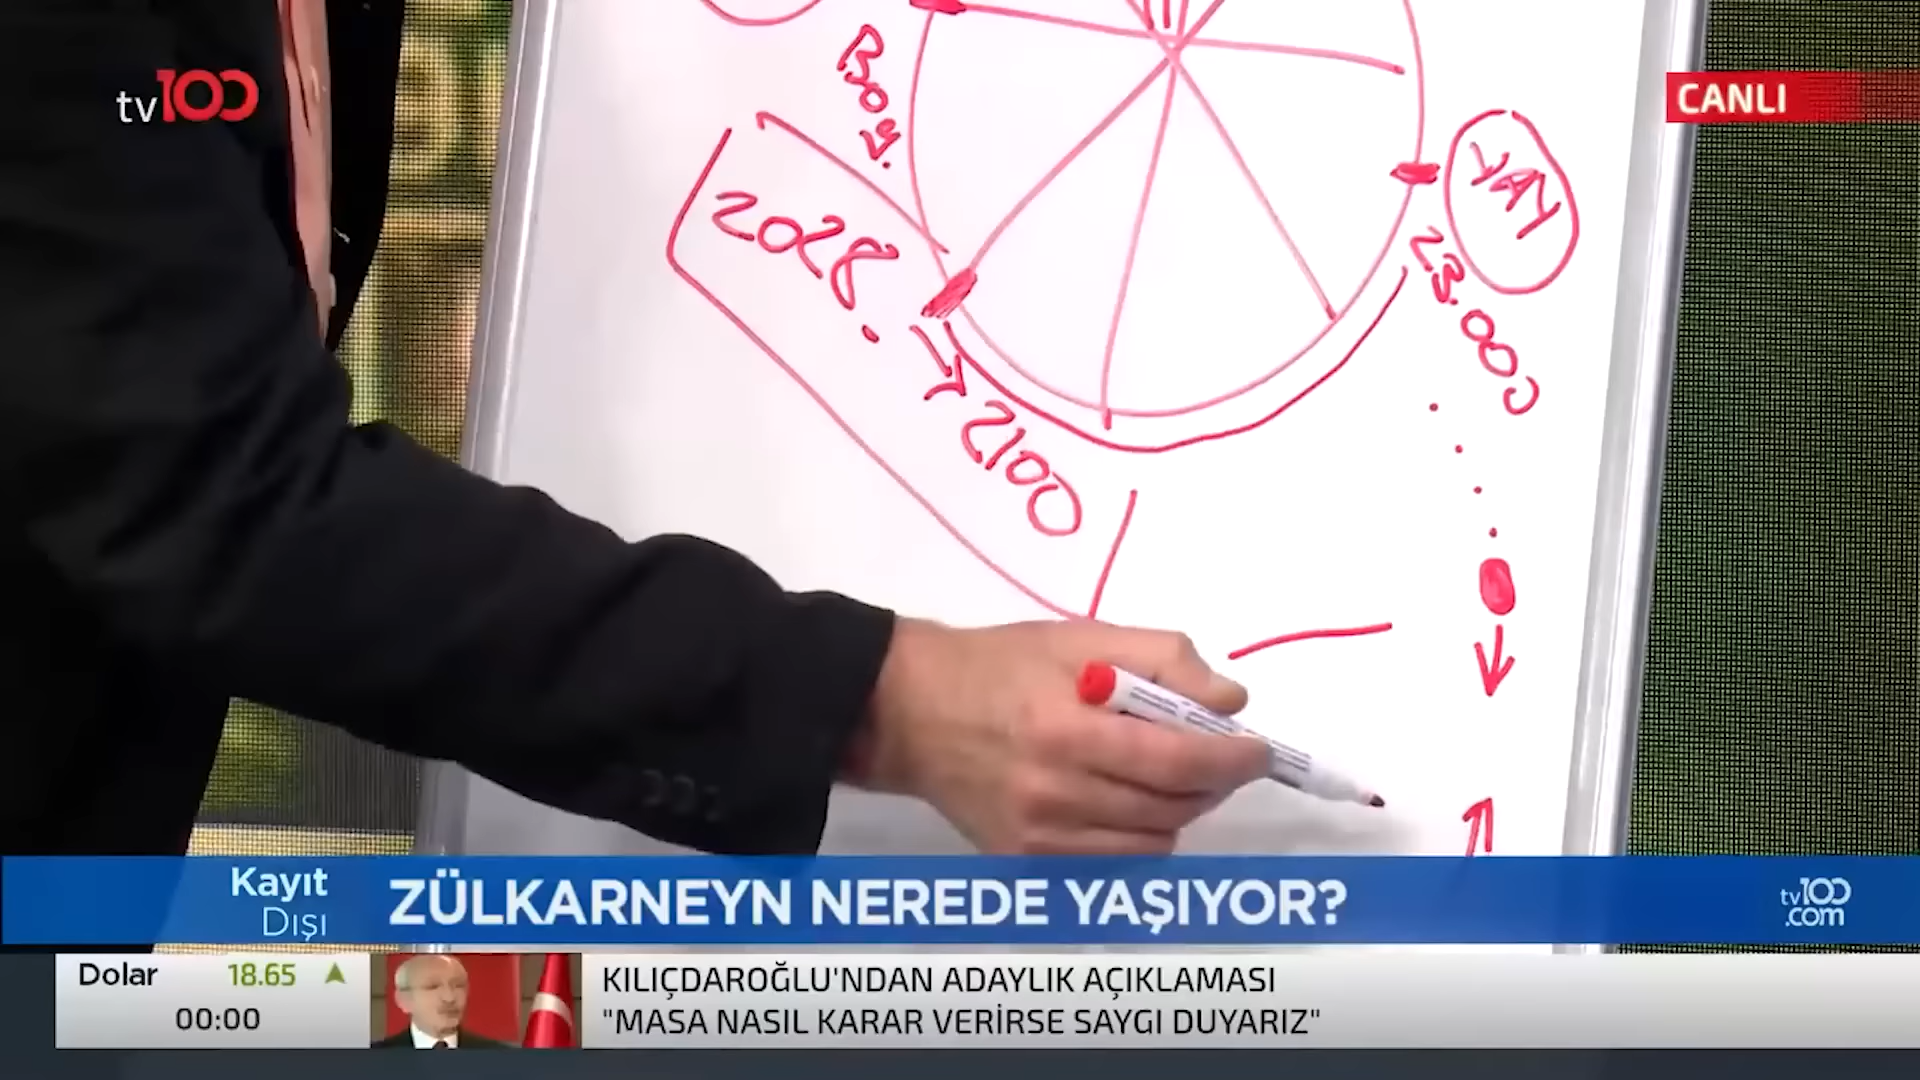 tv100
CANLI
Boğ.
YAY
2028.
23.000
2100
Kayıt
Dışı
ZÜLKARNEYN NEREDE YAŞIYOR?
tv100
.com
Dolar 18.65
00:00
KILIÇDAROĞLU'NDAN ADAYLIK AÇIKLAMASI
"MASA NASIL KARAR VERİRSE SAYGI DUYARIZ"